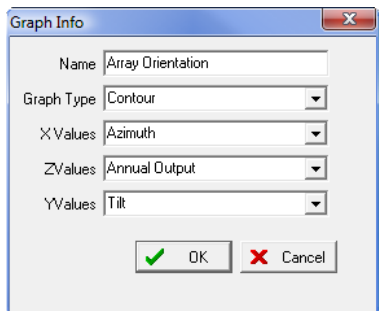 Graph Info
Name Array Orientation
Graph Type Contour
X Values Azimuth
ZValues Annual Output
YValues Tilt
OK Cancel